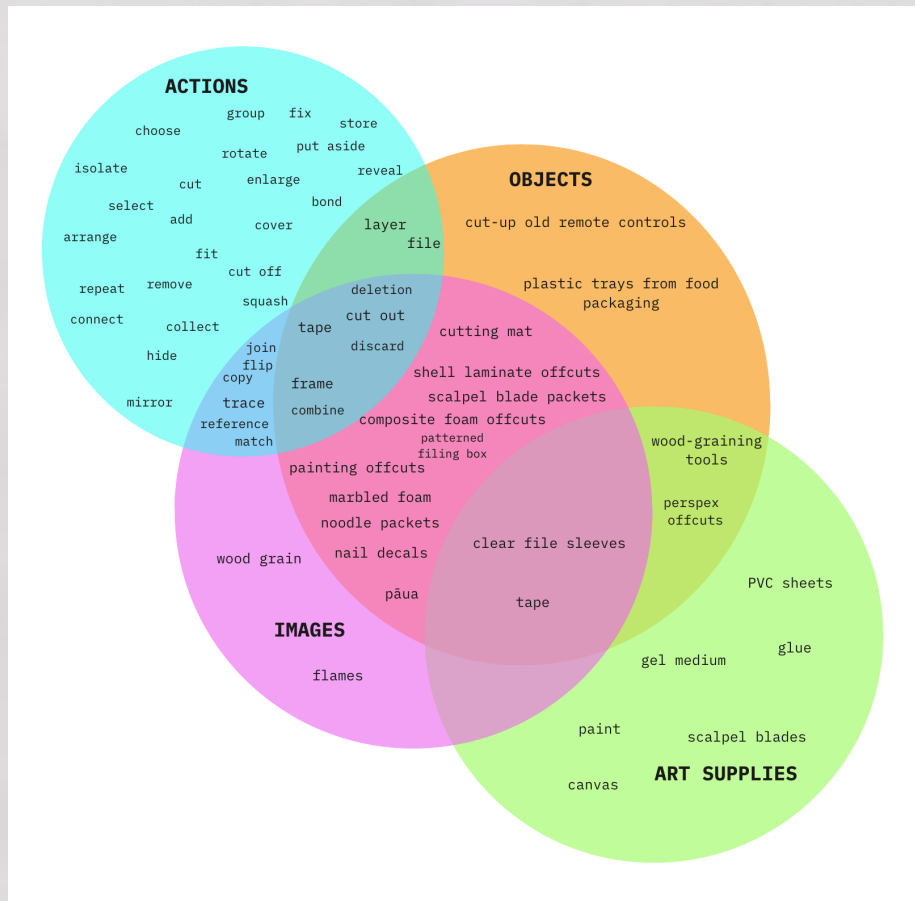 ACTIONS
group
fix
store
choose
rotate
put aside
isolate
cut
enlarge
reveal
select
add
bond
arrange
cover
fit
cut off
repeat
remove
squash
connect
collect
hide
mirror
layer
file
deletion
tape
cut out
discard
frame
combine
join
flip
copy
trace
reference
match
OBJECTS
cut-up old remote controls
plastic trays from food
packaging
cutting mat
shell laminate offcuts
scalpel blade packets
composite foam offcuts
patterned
filing box
painting offcuts
marbled foam
noodle packets
nail decals
pāua
wood-graining
tools
perspex
offcuts
clear file sleeves
tape
wood grain
IMAGES
flames
PVC sheets
glue
gel medium
paint
scalpel blades
ART SUPPLIES
canvas